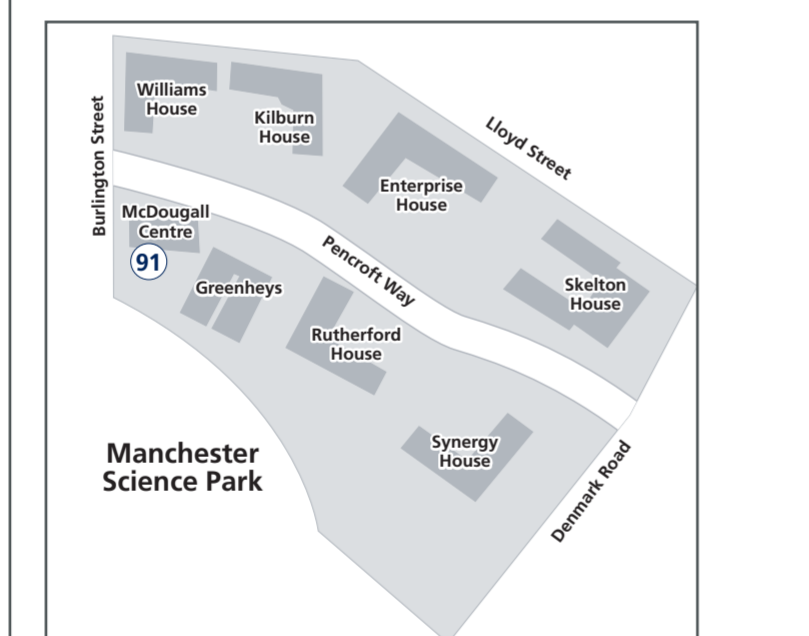 Williams
House
Kilburn
House
Burlington Street
Lloyd Street
Enterprise
House
McDougall
Centre
91
Pencroft Way
Greenheys
Skelton
House
Rutherford
House
Synergy
House
Manchester
Science Park
Denmark Road